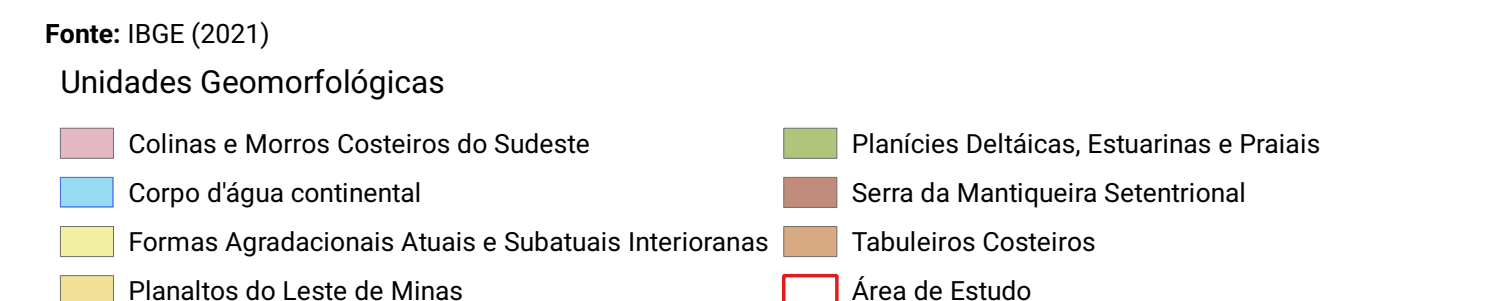 Fonte: IBGE (2021)
Unidades Geomorfológicas
Colinas e Morros Costeiros do Sudeste
Corpo d'água continental
Formas Agradacionais Atuais e Subatuais Interioranas
Planaltos do Leste de Minas
Planícies Deltáicas, Estuarinas e Praiais
Serra da Mantiqueira Setentrional
Tabuleiros Costeiros
Área de Estudo